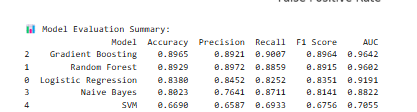 False Positive Rate
📊 Model Evaluation Summary:
Model Accuracy Precision Recall F1 Score AUC
2 Gradient Boosting 0.8965 0.8921 0.9007 0.8964 0.9642
1 Random Forest 0.8929 0.8972 0.8859 0.8915 0.9602
0 Logistic Regression 0.8380 0.8452 0.8252 0.8351 0.9191
3 Naive Bayes 0.8023 0.7641 0.8711 0.8141 0.8822
4 SVM 0.6690 0.6587 0.6933 0.6756 0.7055